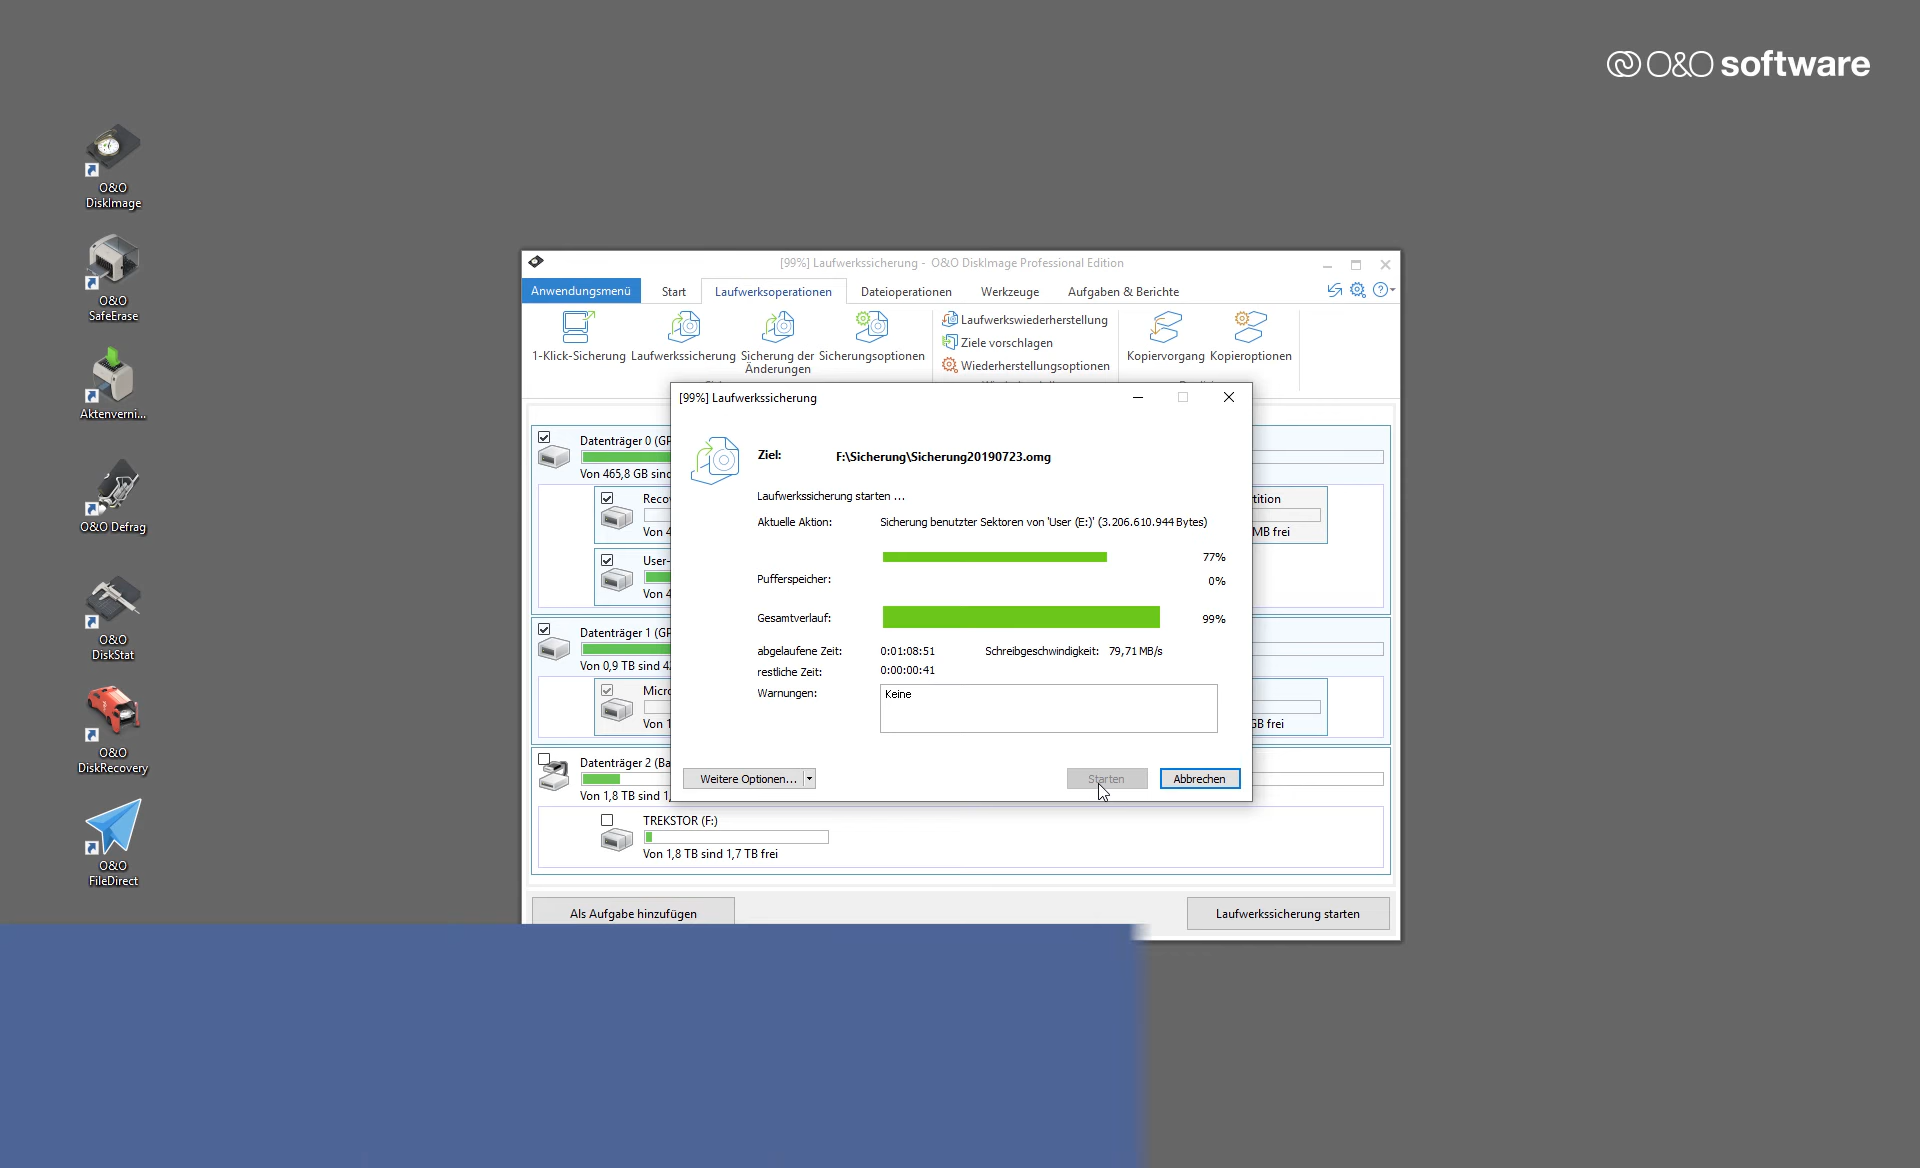 O&O software
O&O
DiskImage
O&O
SafeErase
Aktenverni...
O&O Defrag
O&O
DiskStat
O&O
DiskRecovery
O&O
FileDirect
[99%] Laufwerkssicherung - O&O DiskImage Professional Edition
Anwendungsmenü
Start
Laufwerksoperationen
Dateioperationen
Werkzeuge
Aufgaben & Berichte
1-Klick-Sicherung
Laufwerkssicherung
Sicherung der
Änderungen
Sicherungsoptionen
Laufwerkswiederherstellung
Ziele vorschlagen
Wiederherstellungsoptionen
Kopiervorgang
Kopieroptionen
[99%] Laufwerkssicherung
Ziel: F:\Sicherung\Sicherung20190723.omg
Laufwerkssicherung starten ...
Aktuelle Aktion: Sicherung benutzter Sektoren von 'User (E:)' (3.206.610.944 Bytes)
77%
Pufferspeicher: 0%
Gesamtverlauf: 99%
abgelaufene Zeit: 0:01:08:51 Schreibgeschwindigkeit: 79,71 MB/s
restliche Zeit: 0:00:00:41
Warnungen: Keine
Weitere Optionen...
Starten
Abbrechen
Datenträger 0 (GP
Von 465,8 GB sind
Reco
Von 4
tition
MB frei
User-
Von 4
Datenträger 1 (GP
Von 0,9 TB sind 4
Micro
Von 1
GB frei
Datenträger 2 (Ba
Von 1,8 TB sind 1,
TREKSTOR (F:)
Von 1,8 TB sind 1,7 TB frei
Als Aufgabe hinzufügen
Laufwerkssicherung starten